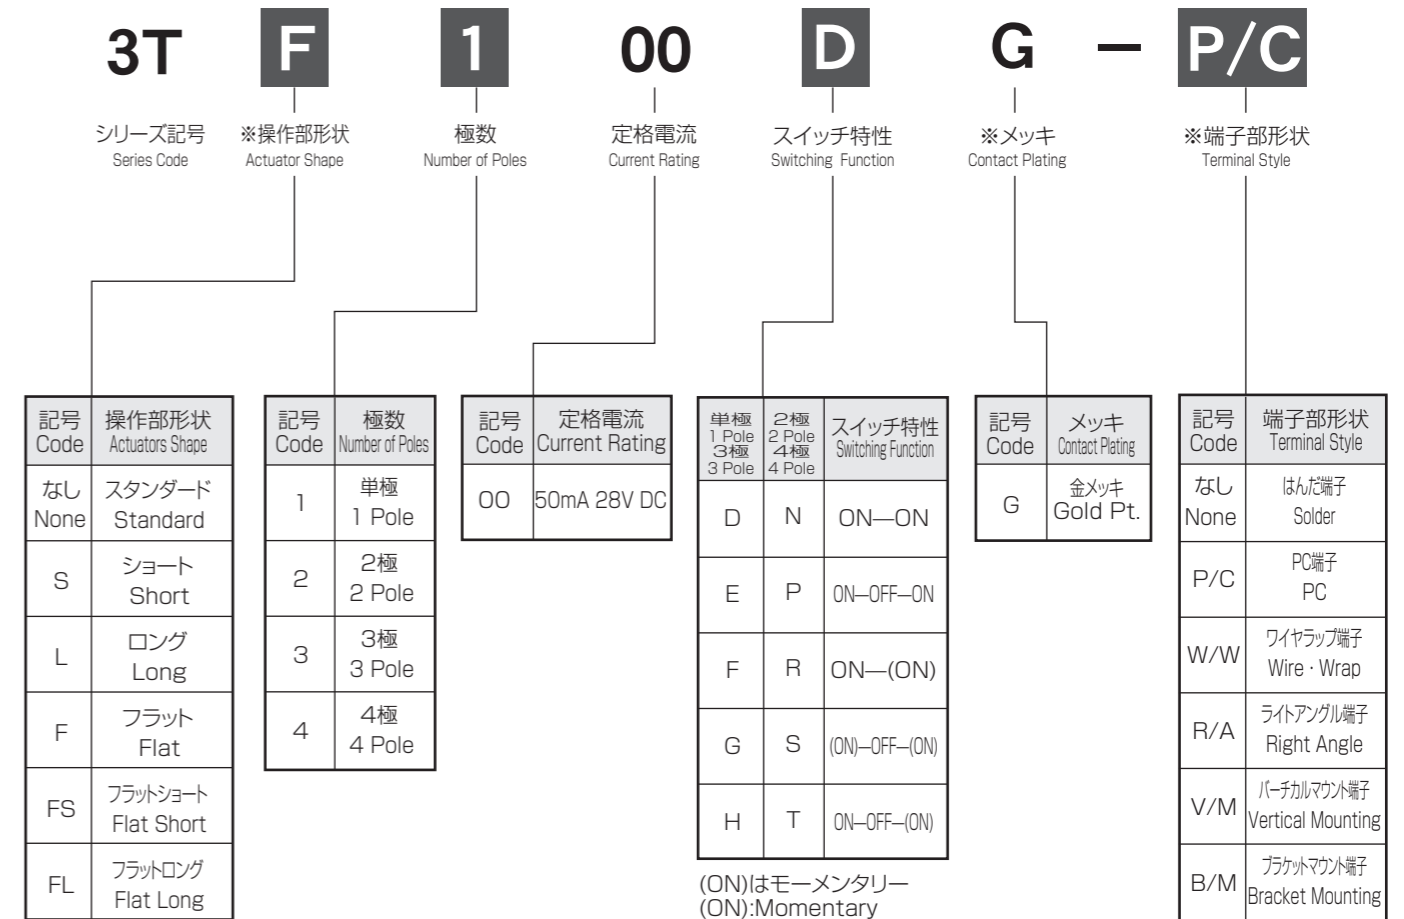 3T F 1 00 D G － P/C
シリーズ記号 ※操作部形状 極数 定格電流 スイッチ特性 ※メッキ ※端子部形状
Series Code Actuator Shape Number of Poles Current Rating Switching Function Contact Plating Terminal Style
記号 操作部形状
Code Actuators Shape
なし スタンダード
None Standard
S ショート
Short
L ロング
Long
F フラット
Flat
FS フラットショート
Flat Short
FL フラットロング
Flat Long
記号 極数
Code Number of Poles
1 単極
1 Pole
2 2極
2 Pole
3 3極
3 Pole
4 4極
4 Pole
記号 定格電流
Code Current Rating
00 50mA 28V DC
単極 2極 スイッチ特性
1 Pole 2 Pole Switching Function
3極 4極
3 Pole 4 Pole
D N ON—ON
E P ON—OFF—ON
F R ON—(ON)
G S (ON)—OFF—(ON)
H T ON—OFF—(ON)
(ON)はモーメンタリー
(ON):Momentary
記号 メッキ
Code Contact Plating
G 金メッキ
Gold Pt.
記号 端子部形状
Code Terminal Style
なし はんだ端子
None Solder
P/C PC端子
PC
W/W ワイヤラップ端子
Wire・Wrap
R/A ライトアングル端子
Right Angle
V/M バーチカルマウント端子
Vertical Mounting
B/M ブラケットマウント端子
Bracket Mounting